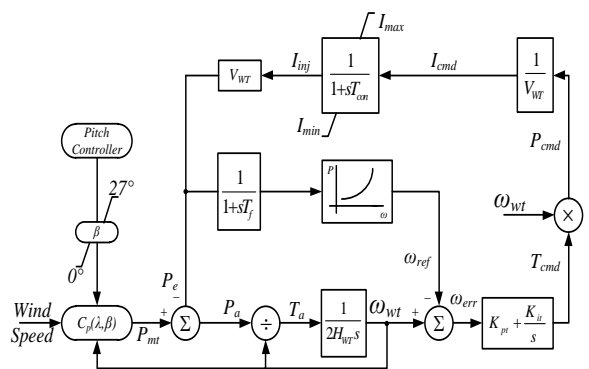 I_max
I_inj
I_cmd
V_WT
1
1+sT_con
1
V_WT
I_min
P_cmd
Pitch
Controller
27°
β
0°
1
1+sT_f
P
ω
ω_wt
×
ω_ref
T_cmd
P_e
−
Wind
Speed
C_p(λ,β)
P_mt
+
Σ
P_a
÷
T_a
1
2H_WT s
ω_wt
+
−
Σ
ω_err
K_pt + K_it
s